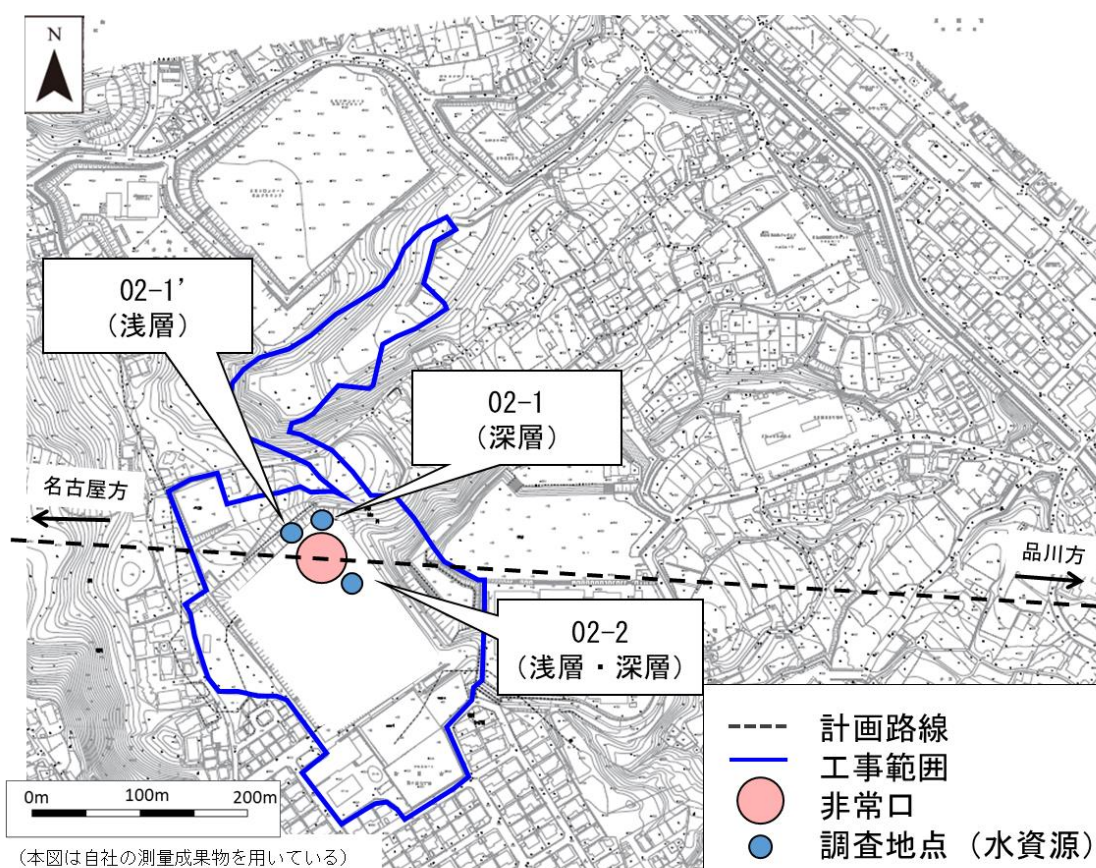 N
02-1’
（浅層）
02-1
（深層）
名古屋方
品川方
02-2
（浅層・深層）
計画路線
工事範囲
非常口
調査地点（水資源）
0m 100m 200m
（本図は自社の測量成果物を用いている）